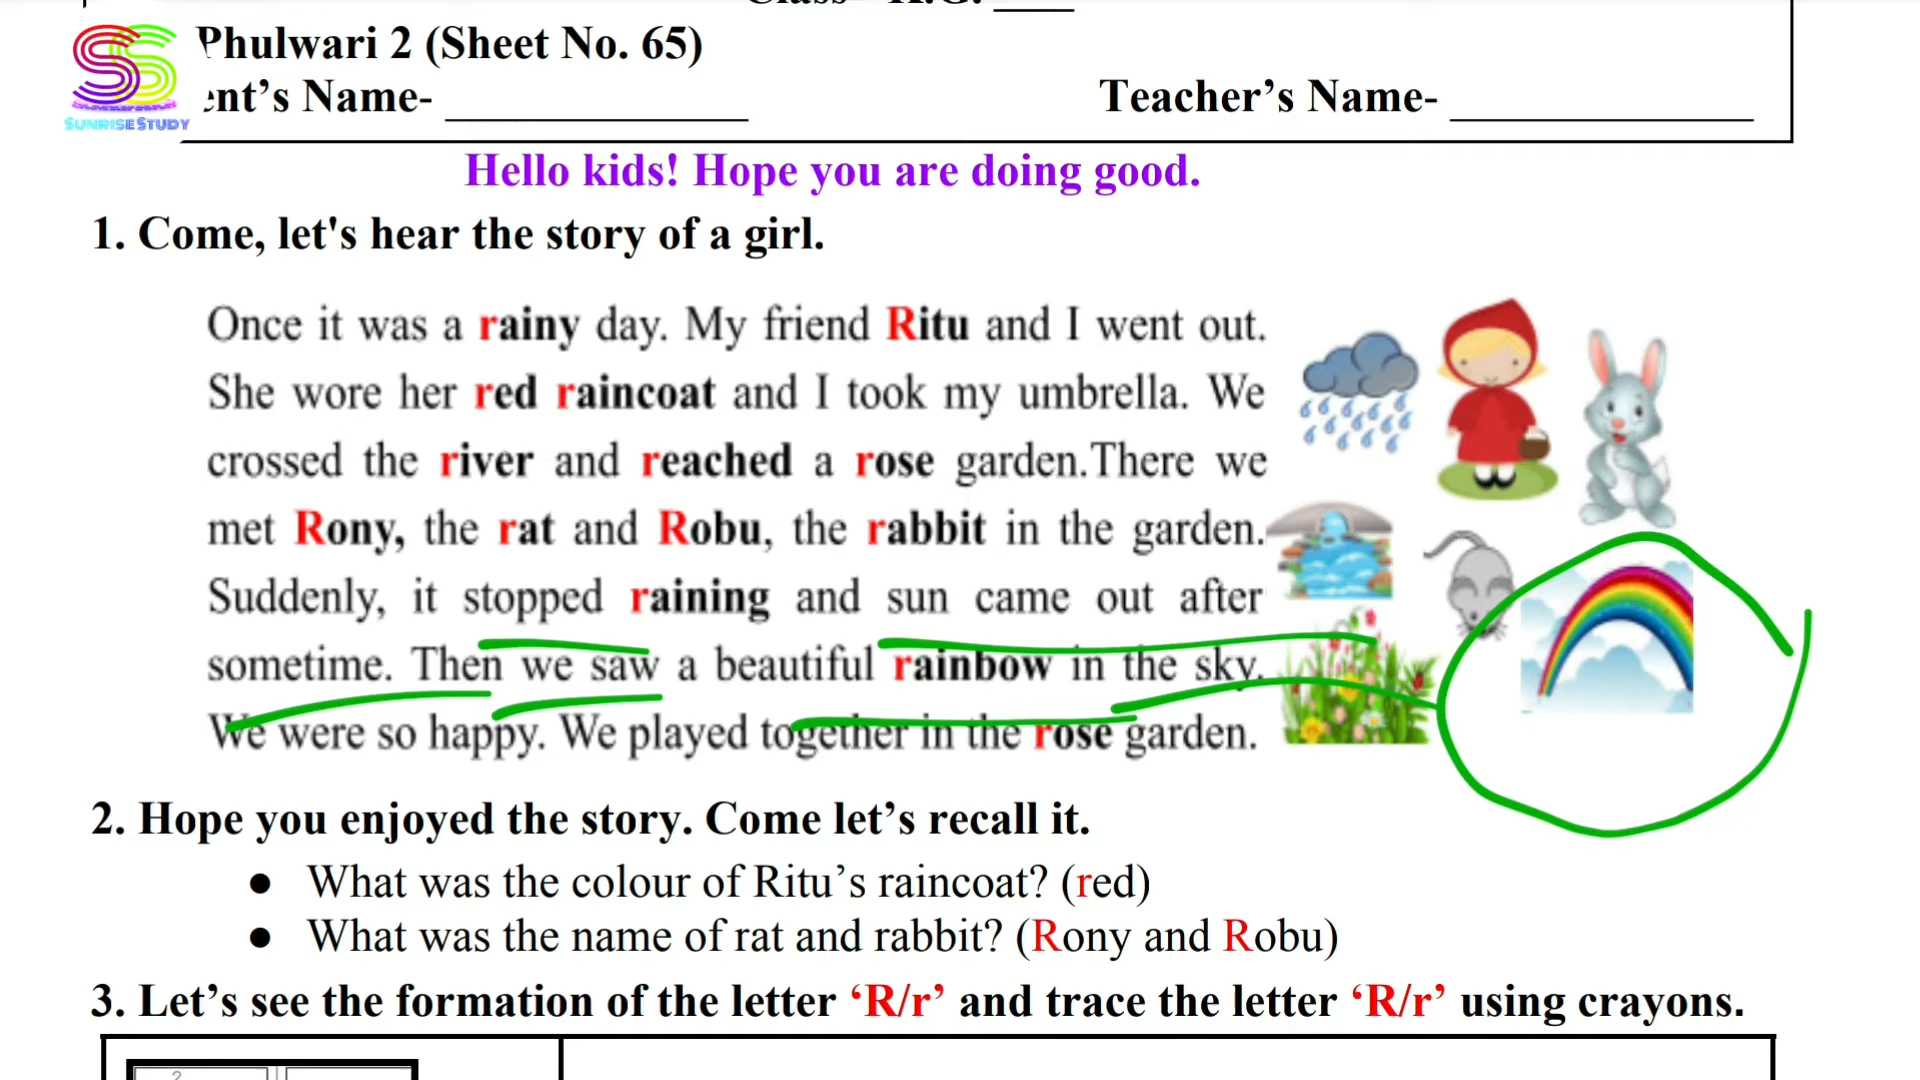 Class- K.G. ____
Phulwari 2 (Sheet No. 65)
SS
SUNRISE STUDY
ent’s Name- _____________ Teacher’s Name- _____________
Hello kids! Hope you are doing good.
1. Come, let's hear the story of a girl.
Once it was a rainy day. My friend Ritu and I went out.
She wore her red raincoat and I took my umbrella. We
crossed the river and reached a rose garden.There we
met Rony, the rat and Robu, the rabbit in the garden.
Suddenly, it stopped raining and sun came out after
sometime. Then we saw a beautiful rainbow in the sky.
We were so happy. We played together in the rose garden.
2. Hope you enjoyed the story. Come let’s recall it.
● What was the colour of Ritu’s raincoat? (red)
● What was the name of rat and rabbit? (Rony and Robu)
3. Let’s see the formation of the letter ‘R/r’ and trace the letter ‘R/r’ using crayons.
2